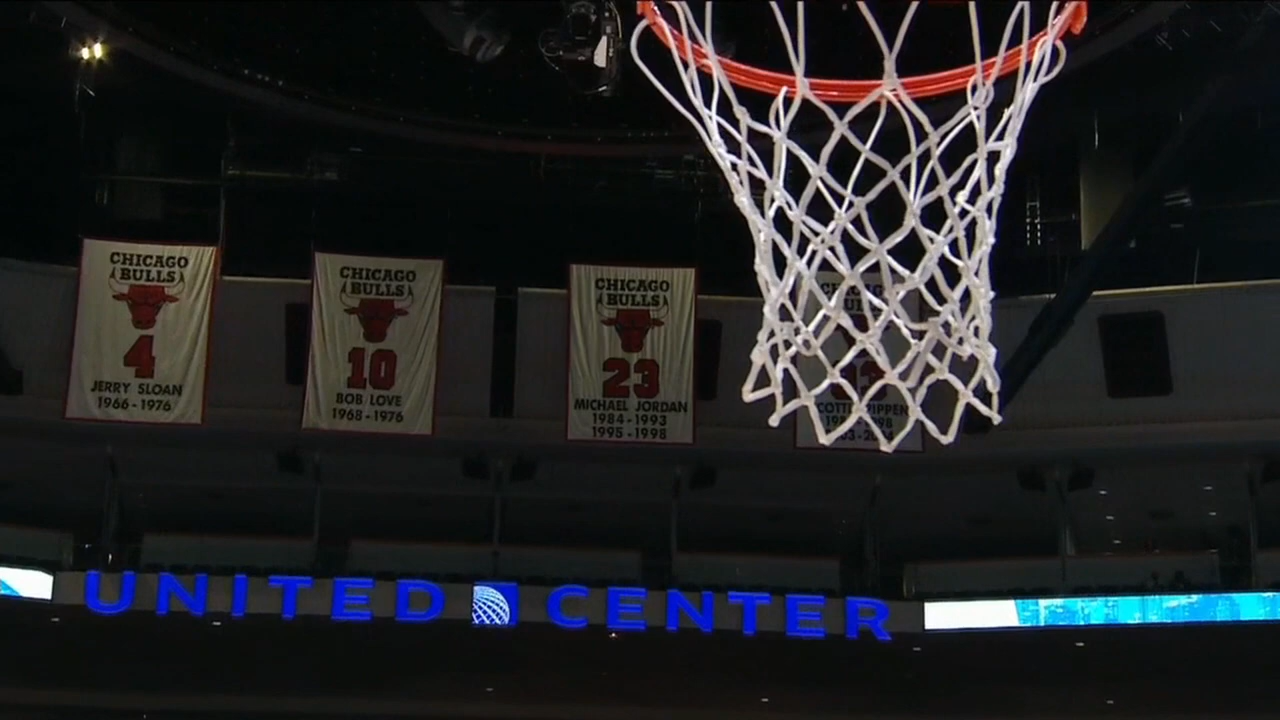 CHICAGO
BULLS
4
JERRY SLOAN
1966-1976
CHICAGO
BULLS
10
BOB LOVE
1968-1976
CHICAGO
BULLS
23
MICHAEL JORDAN
1984-1993
1995-1998
UNITED CENTER